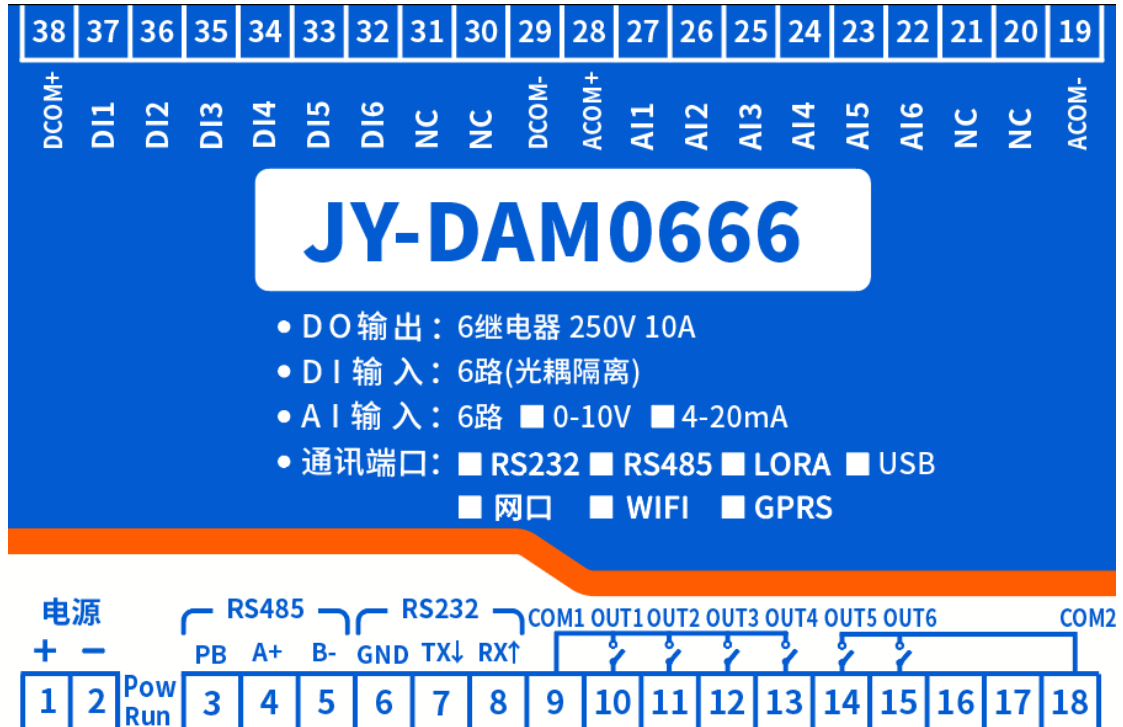 38 37 36 35 34 33 32 31 30 29 28 27 26 25 24 23 22 21 20 19
DCOM+ DI1 DI2 DI3 DI4 DI5 DI6 NC NC DCOM- ACOM+ AI1 AI2 AI3 AI4 AI5 AI6 NC NC ACOM-
JY-DAM0666
● DO输出：6继电器 250V 10A
● DI 输入：6路(光耦隔离)
● AI 输入：6路 ■ 0-10V ■ 4-20mA
● 通讯端口：■ RS232 ■ RS485 ■ LORA ■ USB
■ 网口 ■ WIFI ■ GPRS
电源 RS485 RS232 COM1 OUT1 OUT2 OUT3 OUT4 OUT5 OUT6 COM2
+ − PB A+ B- GND TX↓ RX↑
1 2 Pow 3 4 5 6 7 8 9 10 11 12 13 14 15 16 17 18
Run